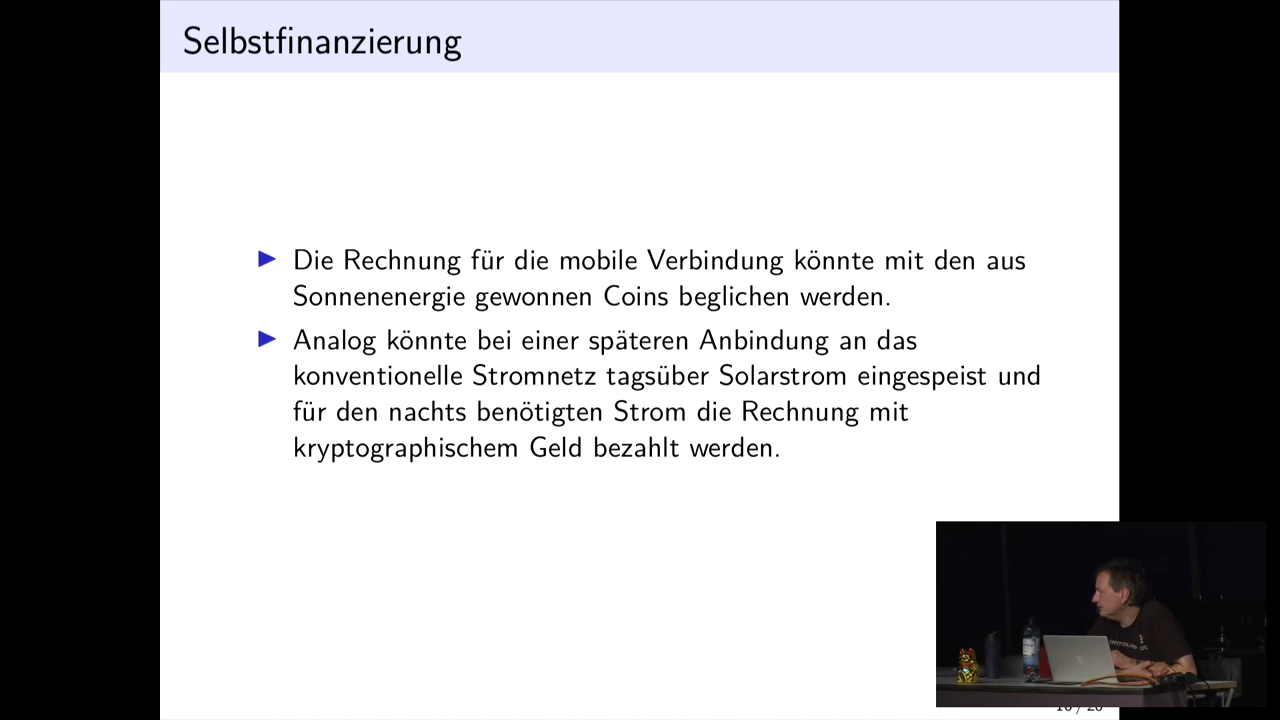 Selbstfinanzierung
Die Rechnung für die mobile Verbindung könnte mit den aus
Sonnenenergie gewonnen Coins beglichen werden.
Analog könnte bei einer späteren Anbindung an das
konventionelle Stromnetz tagsüber Solarstrom eingespeist und
für den nachts benötigten Strom die Rechnung mit
kryptographischem Geld bezahlt werden.